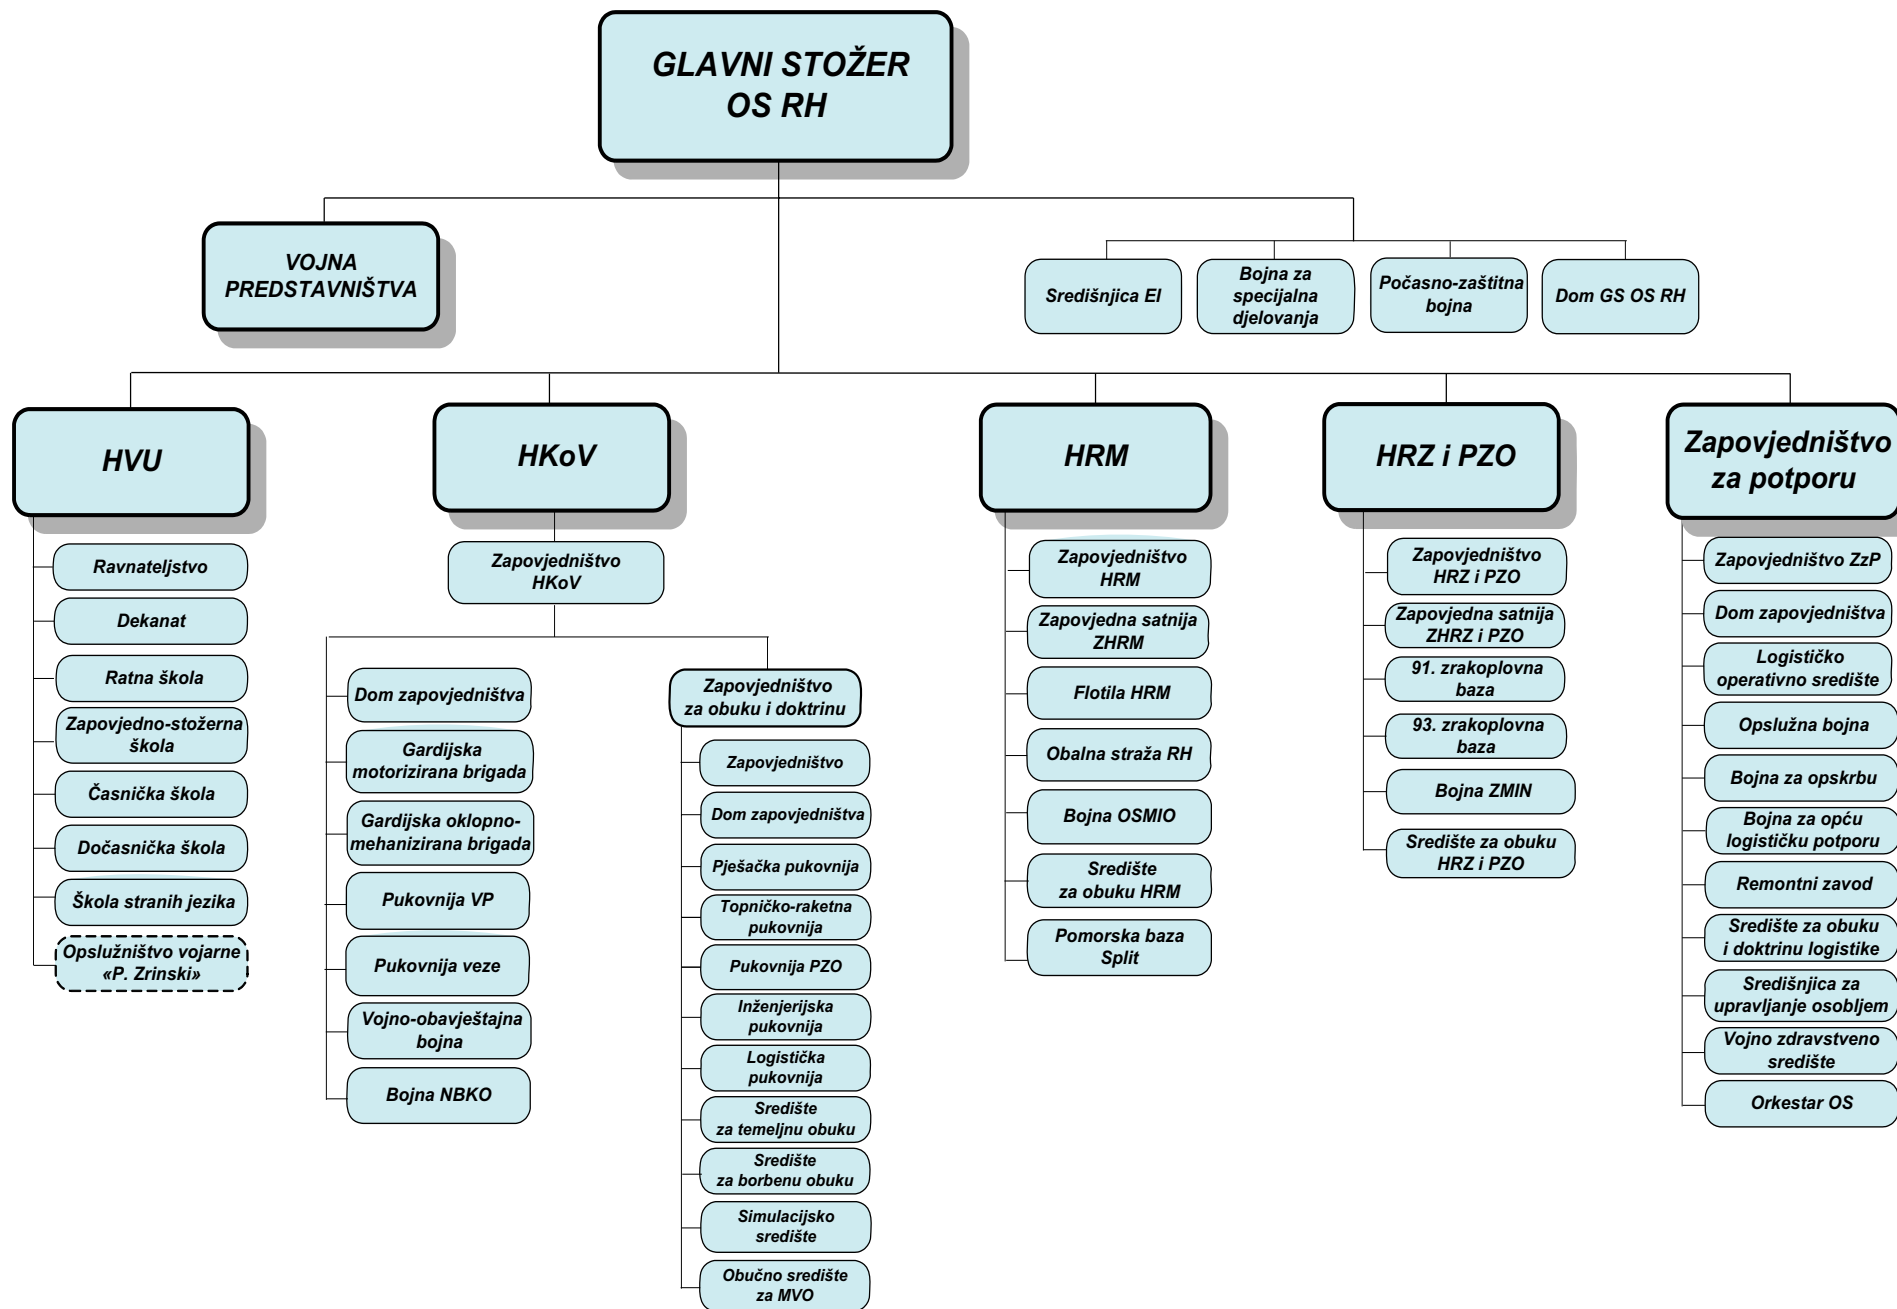 GLAVNI STOŽER
OS RH
VOJNA
PREDSTAVNIŠTVA
Središnjica EI
Bojna za
specijalna
djelovanja
Počasno-zaštitna
bojna
Dom GS OS RH
HVU
Ravnateljstvo
Dekanat
Ratna škola
Zapovjedno-stožerna
škola
Časnička škola
Dočasnička škola
Škola stranih jezika
Opslužništvo vojarne
«P. Zrinski»
HKoV
Zapovjedništvo
HKoV
Dom zapovjedništva
Gardijska
motorizirana brigada
Gardijska oklopno-
mehanizirana brigada
Pukovnija VP
Pukovnija veze
Vojno-obavještajna
bojna
Bojna NBKO
Zapovjedništvo
za obuku i doktrinu
Zapovjedništvo
Dom zapovjedništva
Pješačka pukovnija
Topničko-raketna
pukovnija
Pukovnija PZO
Inženjerijska
pukovnija
Logistička
pukovnija
Središte
za temeljnu obuku
Središte
za borbenu obuku
Simulacijsko
središte
Obučno središte
za MVO
HRM
Zapovjedništvo
HRM
Zapovjedna satnija
ZHRM
Flotila HRM
Obalna straža RH
Bojna OSMIO
Središte
za obuku HRM
Pomorska baza
Split
HRZ i PZO
Zapovjedništvo
HRZ i PZO
Zapovjedna satnija
ZHRZ i PZO
91. zrakoplovna
baza
93. zrakoplovna
baza
Bojna ZMIN
Središte za obuku
HRZ i PZO
Zapovjedništvo
za potporu
Zapovjedništvo ZzP
Dom zapovjedništva
Logističko
operativno središte
Opslužna bojna
Bojna za opskrbu
Bojna za opću
logističku potporu
Remontni zavod
Središte za obuku
i doktrinu logistike
Središnjica za
upravljanje osobljem
Vojno zdravstveno
središte
Orkestar OS